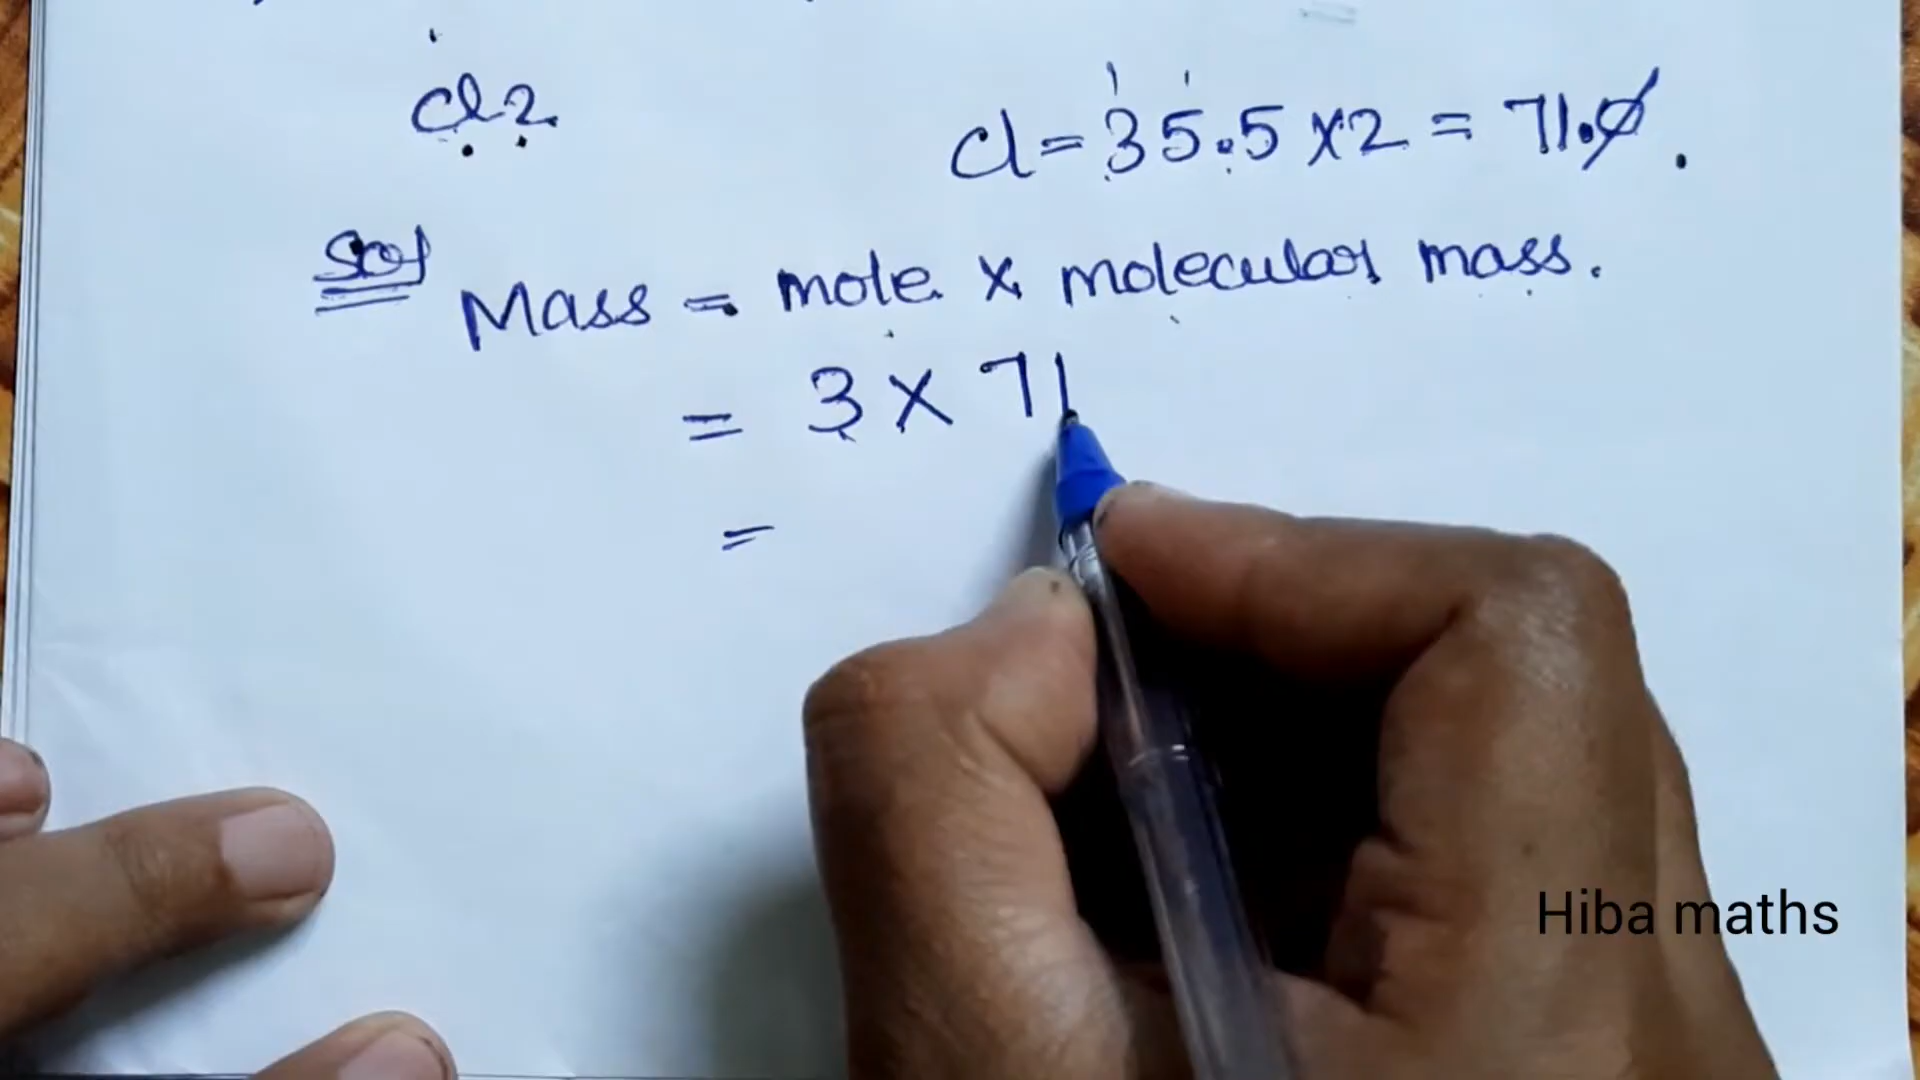 Cl2
Cl = 35.5 x 2 = 71.0
Sol
Mass = mole x molecular mass.
= 3 x 71
=
Hiba maths